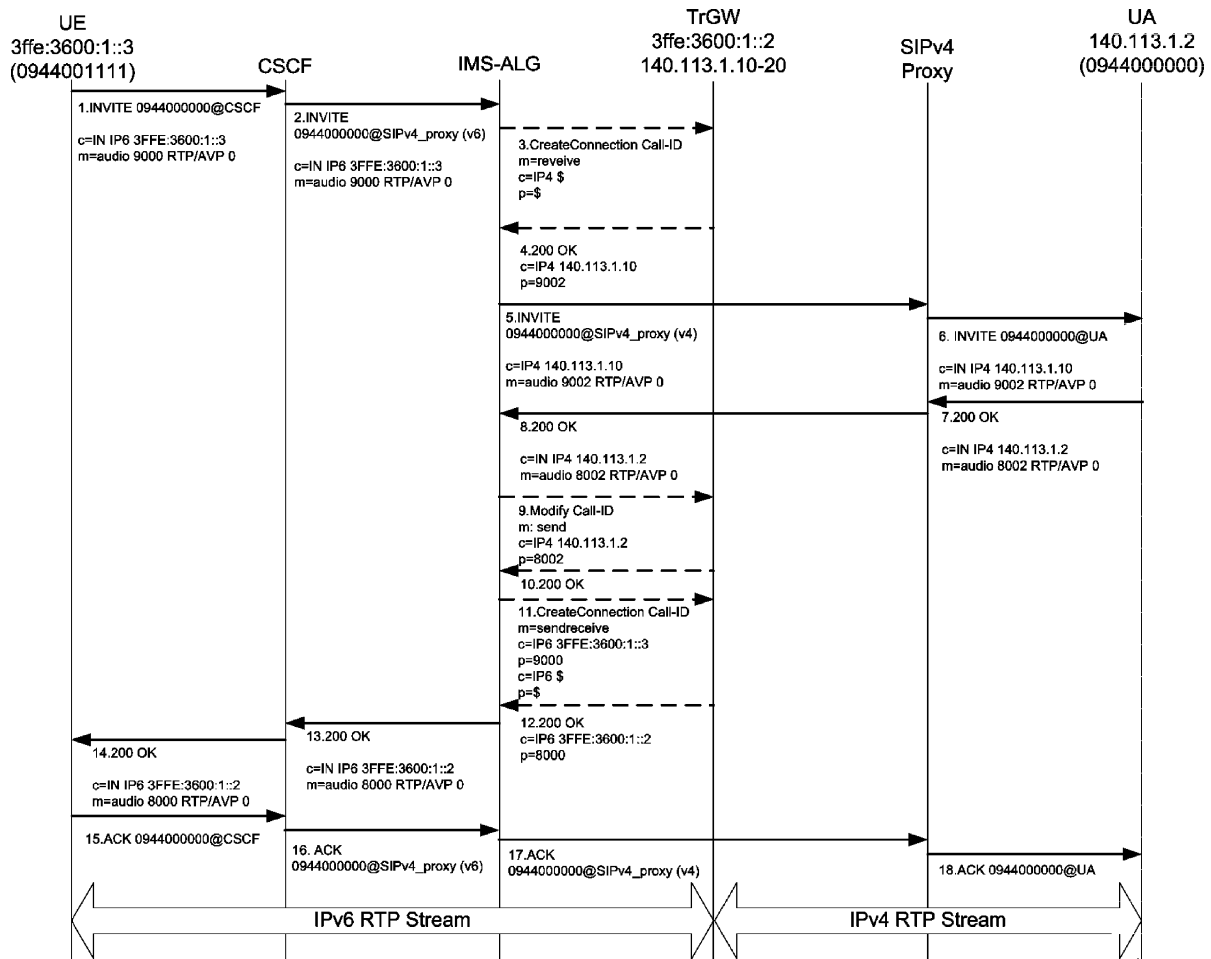 UE
3ffe:3600:1::3
(0944001111)
CSCF
IMS-ALG
TrGW
3ffe:3600:1::2
140.113.1.10-20
SIPv4
Proxy
UA
140.113.1.2
(0944000000)
1.INVITE 0944000000@CSCF
c=IN IP6 3FFE:3600:1::3
m=audio 9000 RTP/AVP 0
2.INVITE
0944000000@SIPv4_proxy (v6)
c=IN IP6 3FFE:3600:1::3
m=audio 9000 RTP/AVP 0
3.CreateConnection Call-ID
m=reveive
c=IP4 $
p=$
4.200 OK
c=IP4 140.113.1.10
p=9002
5.INVITE
0944000000@SIPv4_proxy (v4)
c=IP4 140.113.1.10
m=audio 9002 RTP/AVP 0
6. INVITE 0944000000@UA
c=IN IP4 140.113.1.10
m=audio 9002 RTP/AVP 0
7.200 OK
c=IN IP4 140.113.1.2
m=audio 8002 RTP/AVP 0
8.200 OK
c=IN IP4 140.113.1.2
m=audio 8002 RTP/AVP 0
9.Modify Call-ID
m: send
c=IP4 140.113.1.2
p=8002
10.200 OK
11.CreateConnection Call-ID
m=sendreceive
c=IP6 3FFE:3600:1::3
p=9000
c=IP6 $
p=$
12.200 OK
c=IP6 3FFE:3600:1::2
p=8000
13.200 OK
c=IN IP6 3FFE:3600:1::2
m=audio 8000 RTP/AVP 0
14.200 OK
c=IN IP6 3FFE:3600:1::2
m=audio 8000 RTP/AVP 0
15.ACK 0944000000@CSCF
16. ACK
0944000000@SIPv4_proxy (v6)
17.ACK
0944000000@SIPv4_proxy (v4)
18.ACK 0944000000@UA
IPv6 RTP Stream
IPv4 RTP Stream